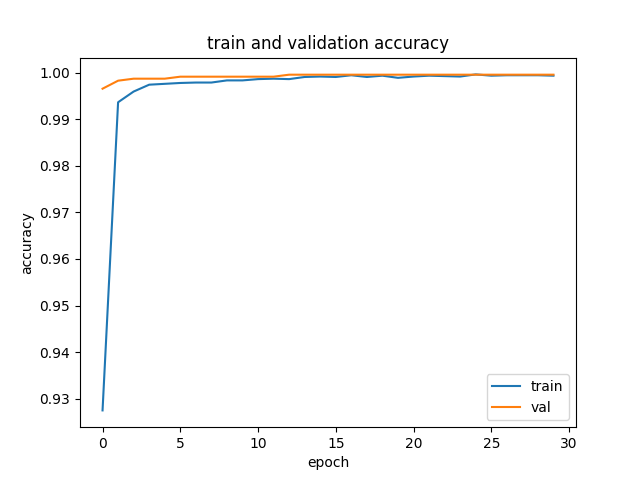 train and validation accuracy
accuracy
1.00
0.99
0.98
0.97
0.96
0.95
0.94
0.93
0 5 10 15 20 25 30
epoch
train
val